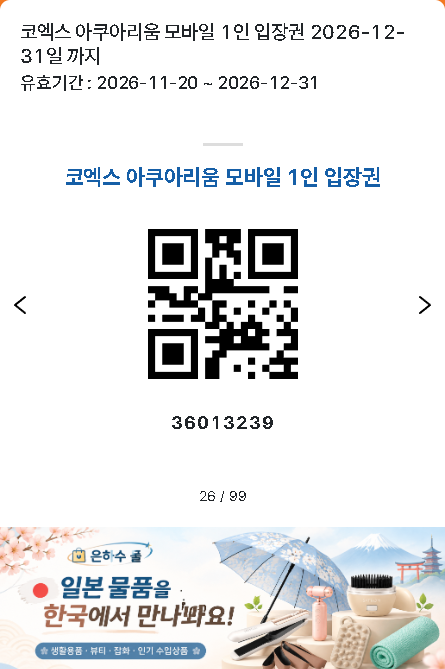 코엑스 아쿠아리움 모바일 1인 입장권 2026-12-
31일 까지
유효기간 : 2026-11-20 ~ 2026-12-31
코엑스 아쿠아리움 모바일 1인 입장권
36013239
26 / 99
은하수 몰
일본 물품을
한국에서 만나봐요!
생활용품 · 뷰티 · 잡화 · 인기 수입상품